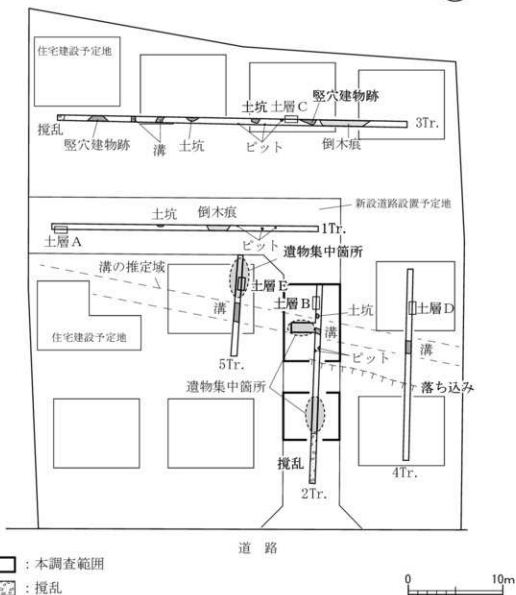 住宅建設予定地
竪穴建物跡
土坑
土層C
3Tr.
撹乱
竪穴建物跡
溝
土坑
ピット
倒木痕
新設道路設置予定地
土坑
倒木痕
1Tr.
土層A
ピット
遺物集中箇所
溝の推定域
土層E
土層B
土坑
土層D
溝
溝
溝
住宅建設予定地
ピット
5Tr.
遺物集中箇所
落ち込み
撹乱
4Tr.
2Tr.
道 路
：本調査範囲
：撹乱
0 10m